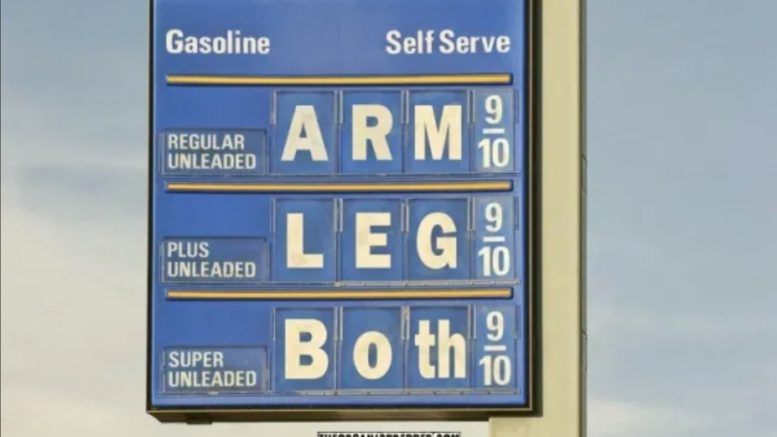 Gasoline Self Serve
REGULAR
UNLEADED
ARM 9/10
PLUS
UNLEADED
LEG 9/10
SUPER
UNLEADED
Both 9/10